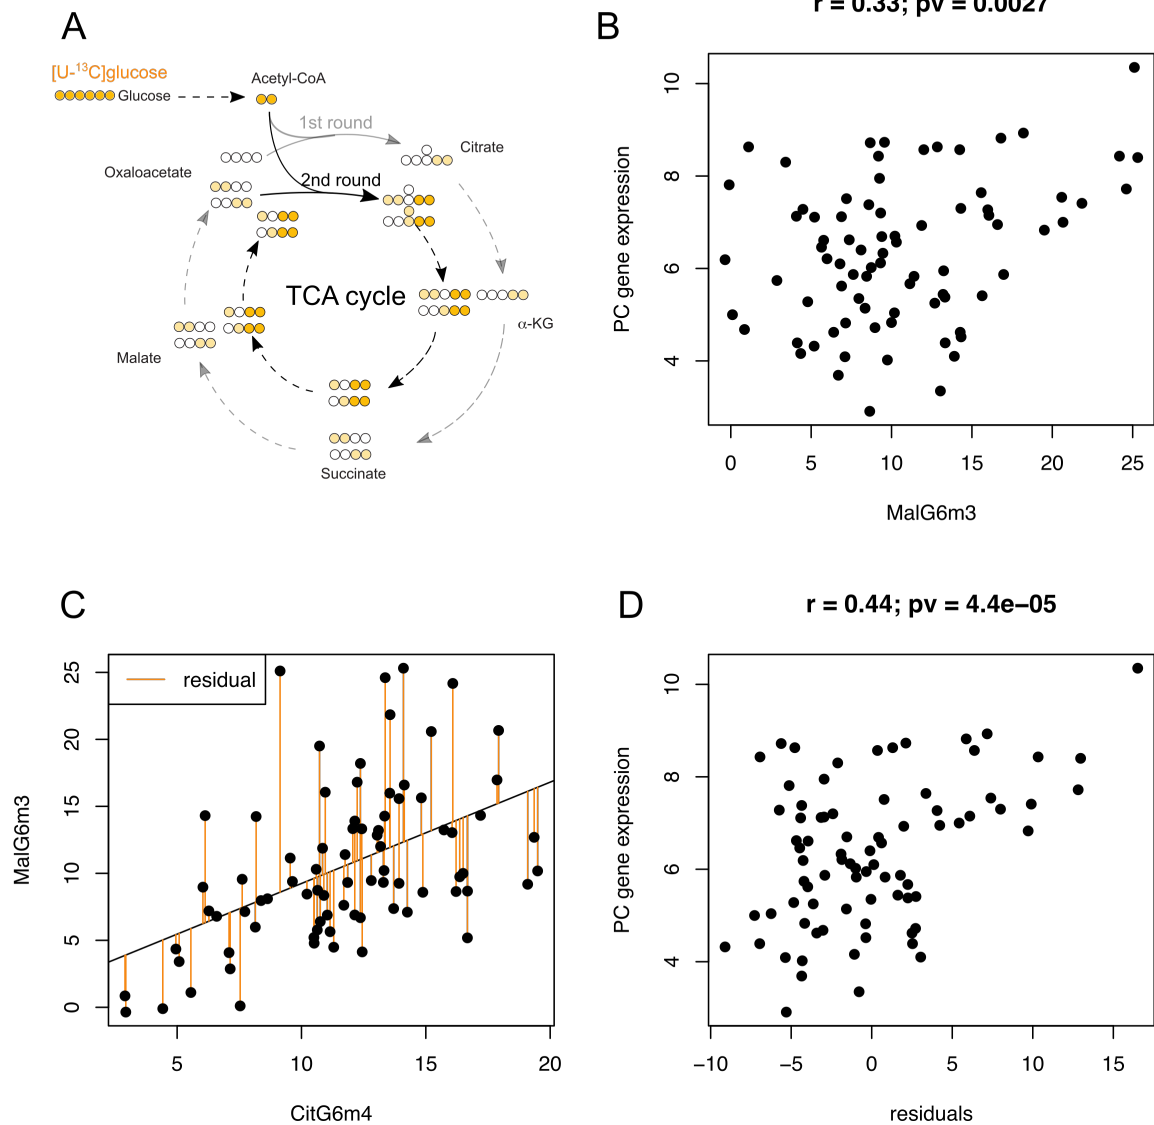 A
[U-13C]glucose
Glucose
Acetyl-CoA
1st round
Citrate
Oxaloacetate
2nd round
TCA cycle
α-KG
Malate
Succinate
B
r = 0.33; pv = 0.0027
PC gene expression
10
8
6
4
0 5 10 15 20 25
MalG6m3
C
residual
MalG6m3
25
20
15
10
5
0
5 10 15 20
CitG6m4
D
r = 0.44; pv = 4.4e−05
PC gene expression
10
8
6
4
−10 −5 0 5 10 15
residuals